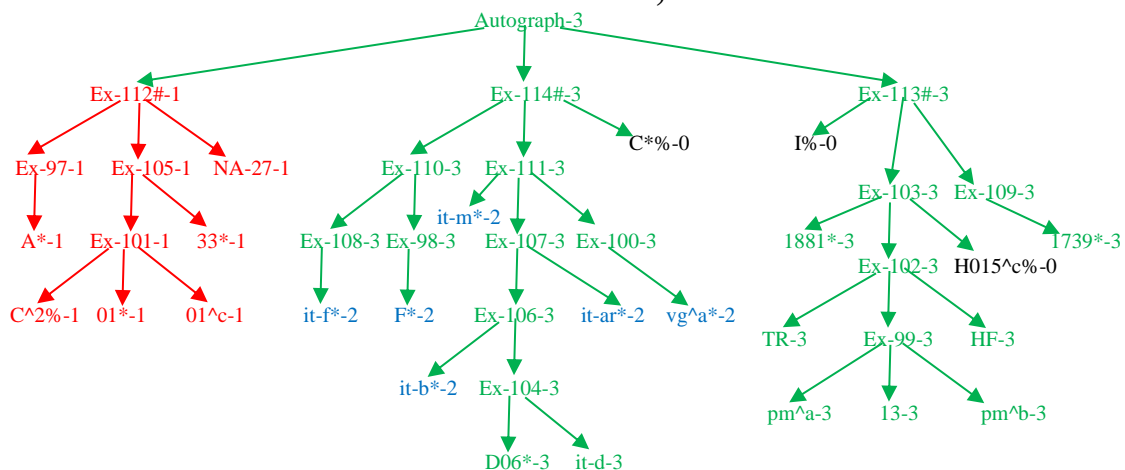 Autograph-3
Ex-112#-1 Ex-114#-3 Ex-113#-3
C*%-0 I%-0
Ex-97-1 Ex-105-1 NA-27-1 Ex-110-3 Ex-111-3
Ex-103-3 Ex-109-3
it-m*-2
A*-1 Ex-101-1 33*-1 Ex-108-3 Ex-98-3 Ex-107-3 Ex-100-3 1881*-3 1739*-3
Ex-102-3 H015^c%-0
C^2%-1 01*-1 01^c-1 it-f*-2 F*-2 Ex-106-3 it-ar*-2 vg^a*-2
TR-3 Ex-99-3 HF-3
it-b*-2 Ex-104-3
pm^a-3 13-3 pm^b-3
D06*-3 it-d-3